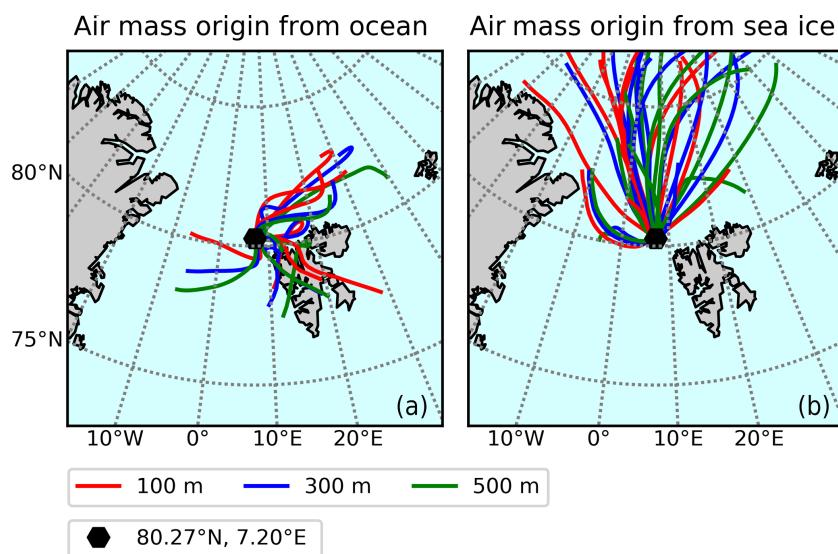 Air mass origin from ocean
Air mass origin from sea ice
80°N
75°N
(a)
(b)
10°W 0° 10°E 20°E
10°W 0° 10°E 20°E
100 m 300 m 500 m
80.27°N, 7.20°E